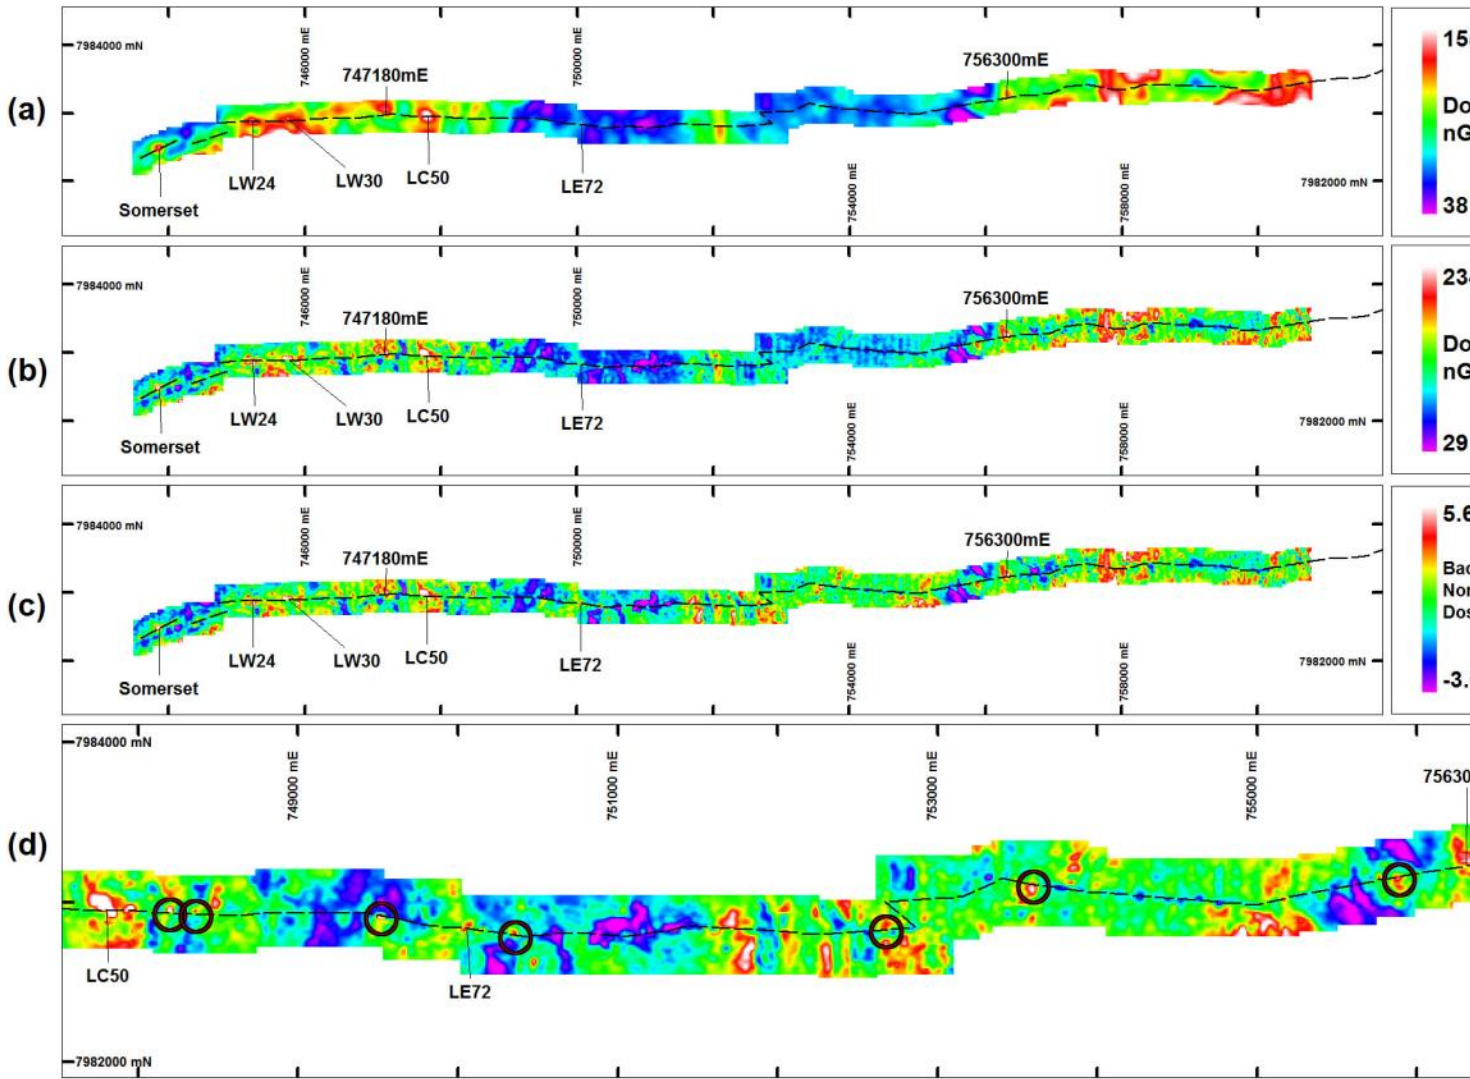 (a)
7984000 mN
746000 mE
747180mE
750000 mE
756300mE
LW24
LW30
LC50
LE72
Somerset
754000 mE
758000 mE
7982000 mN
15
Do
nG
38
(b)
7984000 mN
746000 mE
747180mE
750000 mE
756300mE
LW24
LW30
LC50
LE72
Somerset
754000 mE
758000 mE
7982000 mN
23
Do
nG
29
(c)
7984000 mN
746000 mE
747180mE
750000 mE
756300mE
LW24
LW30
LC50
LE72
Somerset
754000 mE
758000 mE
7982000 mN
5.6
Bac
Nor
Dos
-3.
(d)
7984000 mN
749000 mE
751000 mE
753000 mE
755000 mE
75630
LC50
LE72
7982000 mN